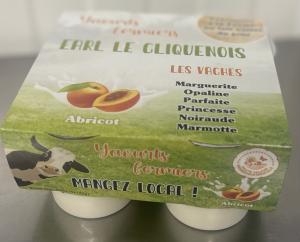 Yaourts
fermiers
EARL LE CLIQUENOIS
LES VACHES
Marguerite
Opaline
Parfaite
Princesse
Noiraude
Marmotte
Abricot
Yaourts
fermiers
MANGEZ LOCAL !
Abricot